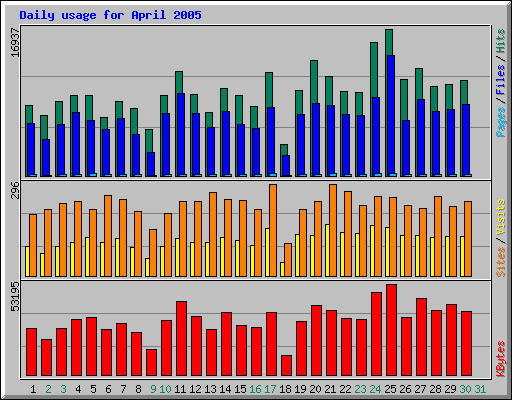 Daily usage for April 2005
16937
Pages / Files / Hits
296
Sites / Visits
53195
KBytes
1 2 3 4 5 6 7 8 9 10 11 12 13 14 15 16 17 18 19 20 21 22 23 24 25 26 27 28 29 30 31